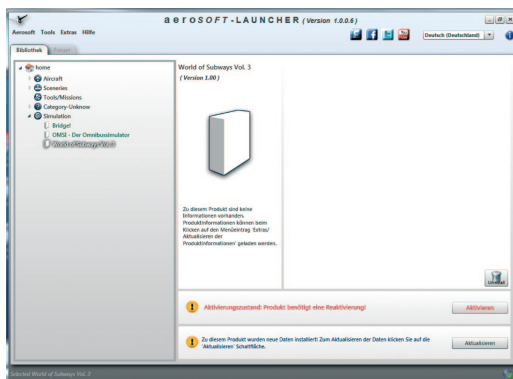 aeroSOFT-LAUNCHER (Version 1.0.0.6)
Aerosoft Tools Extras Hilfe
Deutsch (Deutschland)
Bibliothek
home
Aircraft
Sceneries
Tools/Missions
Category-Unknow
Simulation
Bridge!
OMSI - Der Omnibussimulator
World of Subways Vol. 3
World of Subways Vol. 3
(Version 1.00)
Zu diesem Produkt sind keine
Informationen vorhanden.
Produktinformationen können beim
Klicken auf den Menüeintrag 'Extras/
Aktualisieren der
Produktinformationen' geladen werden.
Uninstall
Aktivierungszustand: Produkt benötigt eine Reaktivierung!
Aktivieren
Zu diesem Produkt wurden neue Daten installiert! Zum Aktualisieren der Daten klicken Sie auf die
'Aktualisieren' Schaltfläche.
Aktualisieren
Selected World of Subways Vol. 3